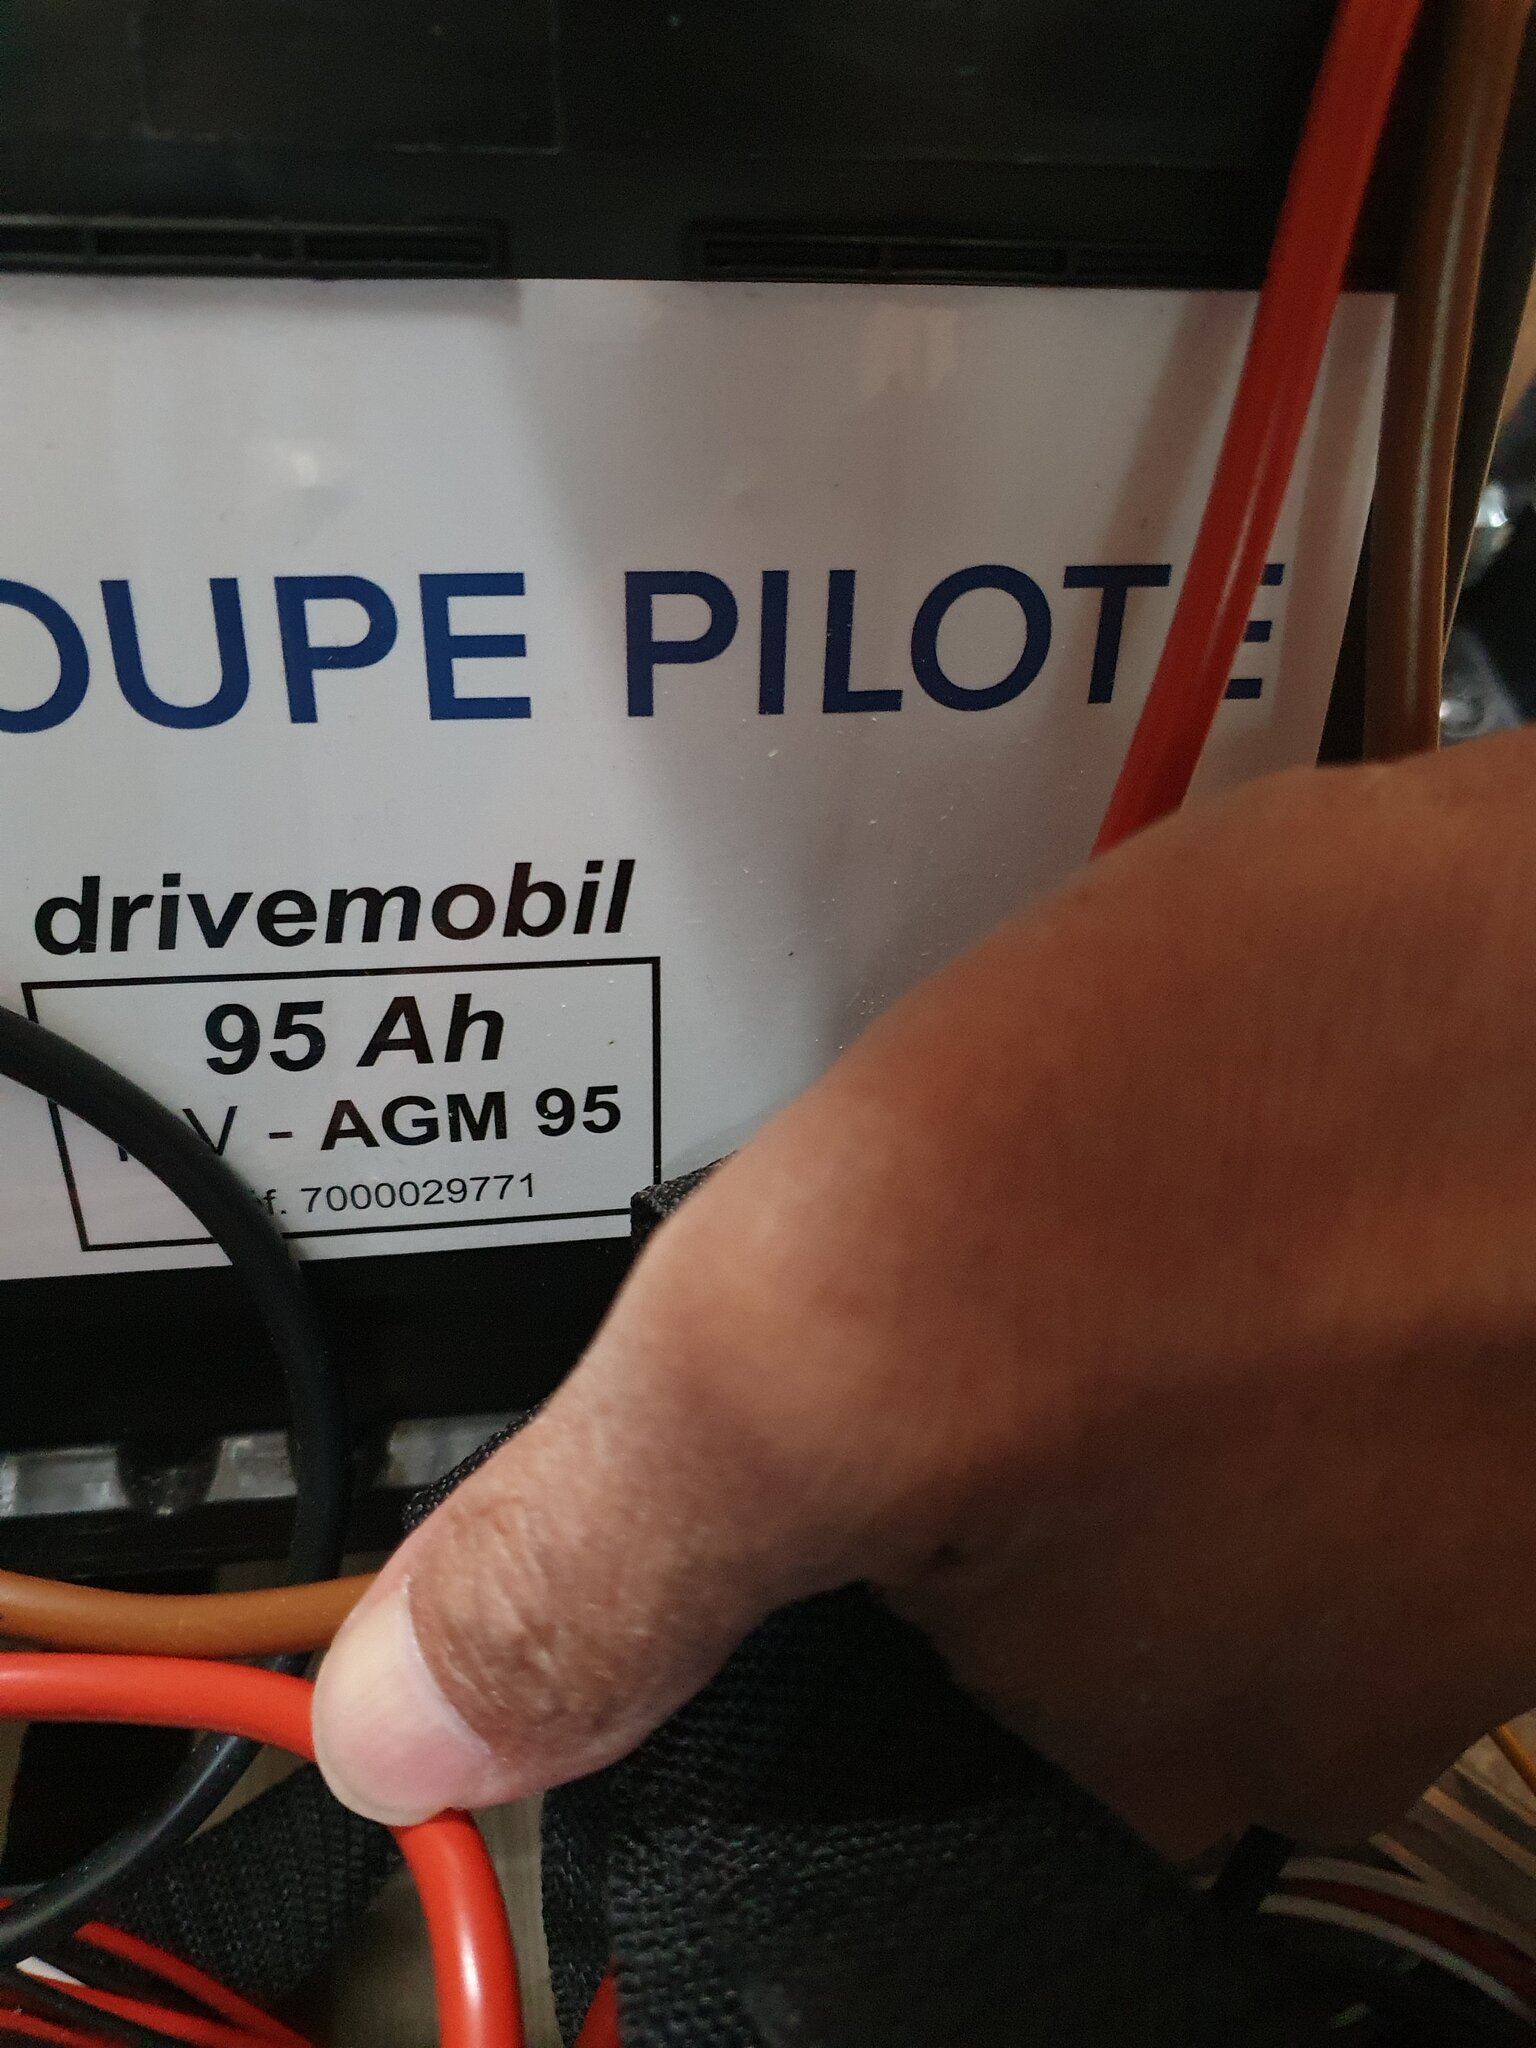 OUPE PILOTE
drivemobil
95 Ah
V - AGM 95
f. 7000029771